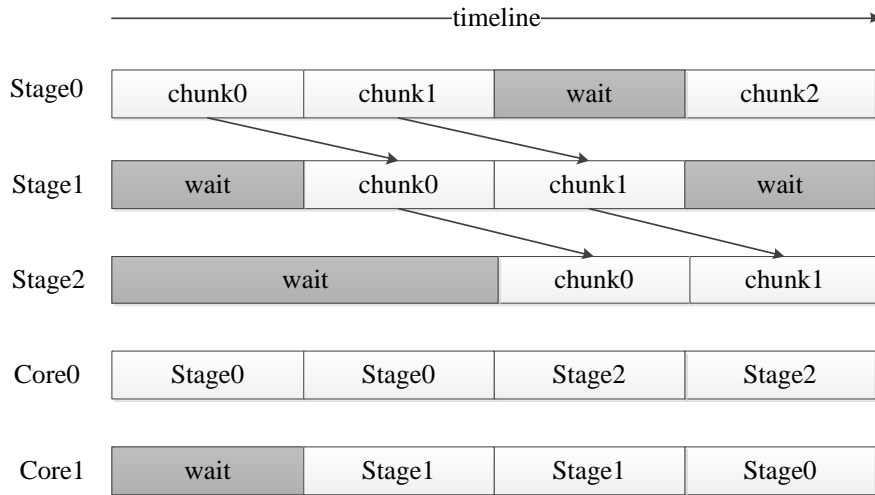 timeline
Stage0 chunk0 chunk1 wait chunk2
Stage1 wait chunk0 chunk1 wait
Stage2 wait chunk0 chunk1
Core0 Stage0 Stage0 Stage2 Stage2
Core1 wait Stage1 Stage1 Stage0